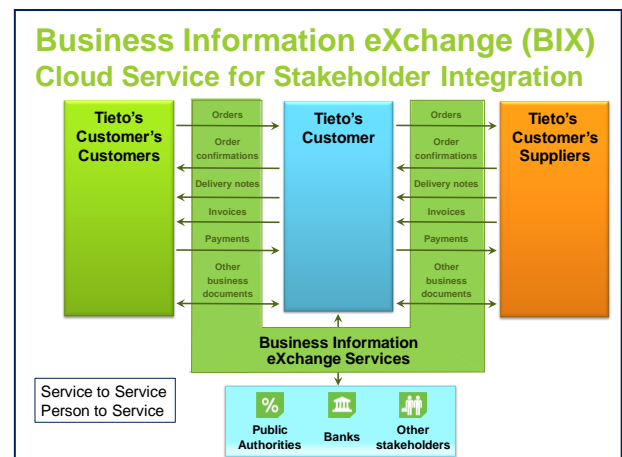 Business Information eXchange (BIX)
Cloud Service for Stakeholder Integration
Tieto's
Customer's
Customers
Orders
Order
confirmations
Delivery notes
Invoices
Payments
Other
business
documents
Tieto's
Customer
Orders
Order
confirmations
Delivery notes
Invoices
Payments
Other
business
documents
Tieto's
Customer's
Suppliers
Business Information
eXchange Services
Service to Service
Person to Service
%
Public
Authorities
Banks
Other
stakeholders